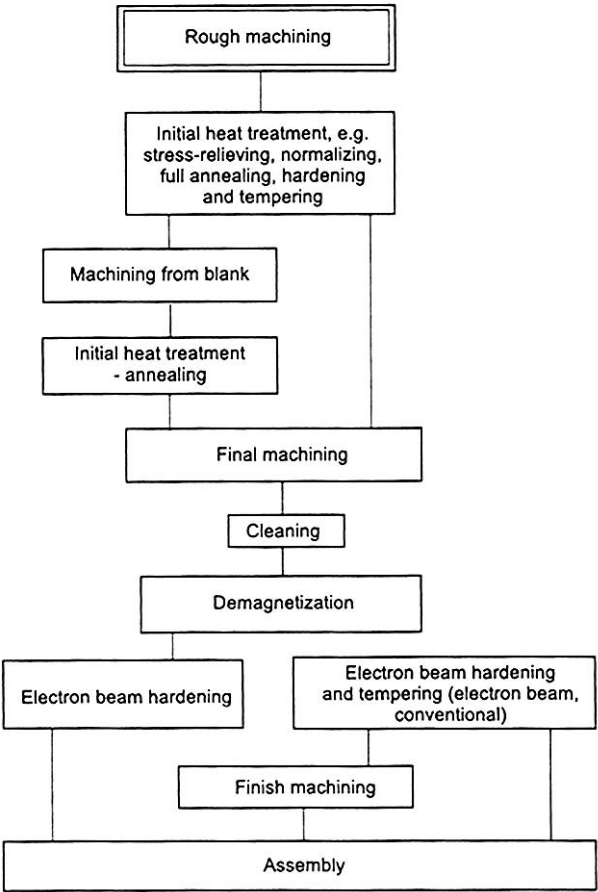 Rough machining
Initial heat treatment, e.g.
stress-relieving, normalizing,
full annealing, hardening
and tempering
Machining from blank
Initial heat treatment
- annealing
Final machining
Cleaning
Demagnetization
Electron beam hardening
Electron beam hardening
and tempering (electron beam,
conventional)
Finish machining
Assembly